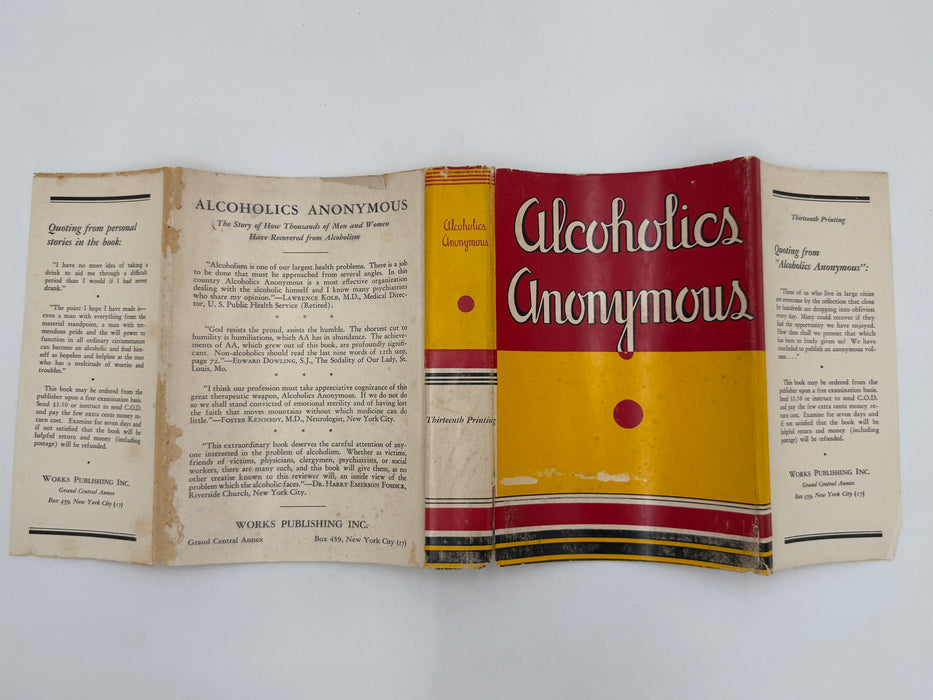 Quoting from personal
stories in the book:
"I have no more idea of taking a
drink to aid me through a difficult
period than I would if I had never
drank."
"The point I hope I have made is—
even a man with everything from the
material standpoint, a man with tre-
mendous pride and the will power to
function in all ordinary circumstances
can become an alcoholic and find him-
self as hopeless and helpless as the man
who has a multitude of worries and
troubles."
This book may be ordered from the
publisher upon a free examination basis.
Send $3.50 or instruct to send C.O.D.
and pay the few extra cents money re-
turn cost. Examine for seven days and
if not satisfied that the book will be
helpful return and money (including
postage) will be refunded.
WORKS PUBLISHING INC.
Grand Central Annex
Box 459, New York City (17)
ALCOHOLICS ANONYMOUS
The Story of How Thousands of Men and Women
Have Recovered from Alcoholism
"Alcoholism is one of our largest health problems. There is a job
to be done that must be approached from several angles. In this
country Alcoholics Anonymous is a most effective organization
dealing with the alcoholic himself and I know many psychiatrists
who share my opinion."—LAWRENCE KOLB, M.D., Medical Direc-
tor, U. S. Public Health Service (Retired).
"God resists the proud, assists the humble. The shortest cut to
humility is humiliations, which AA has in abundance. The achieve-
ments of AA, which grew out of this book, are profoundly signifi-
cant. Non-alcoholics should read the last nine words of 12th step,
page 72."—EDWARD DOWLING, S.J., The Sodality of Our Lady, St.
Louis, Mo.
"I think our profession must take appreciative cognizance of this
great therapeutic weapon, Alcoholics Anonymous. If we do not do
so we shall stand convicted of emotional sterility and of having lost
the faith that moves mountains without which medicine can do
little."—FOSTER KENNEDY, M.D., Neurologist, New York City.
"This extraordinary book deserves the careful attention of any-
one interested in the problem of alcoholism. Whether as victims,
friends of victims, physicians, clergymen, psychiatrists, or social
workers, there are many such, and this book will give them, as no
other treatise known to this reviewer will, an inside view of the
problem which the alcoholic faces."—DR. HARRY EMERSON FOSDICK,
Riverside Church, New York City.
WORKS PUBLISHING INC.
Grand Central Annex Box 459, New York City (17)
Alcoholics
Anonymous
Thirteenth Printing
Alcoholics
Anonymous
Thirteenth Printing
Quoting from
"Alcoholics Anonymous":
"Those of us who live in large cities
are overcome by the reflection that close
by hundreds are dropping into oblivion
every day. Many could recover if they
had the opportunity we have enjoyed.
How then shall we present that which
has been so freely given us? We have
concluded to publish an anonymous vol-
ume. . . ."
This book may be ordered from the
publisher upon a free examination basis.
Send $3.50 or instruct to send C.O.D.
and pay the few extra cents money re-
turn cost. Examine for seven days and
if not satisfied that the book will be
helpful return and money (including
postage) will be refunded.
WORKS PUBLISHING INC.
Grand Central Annex
Box 459, New York City (17)